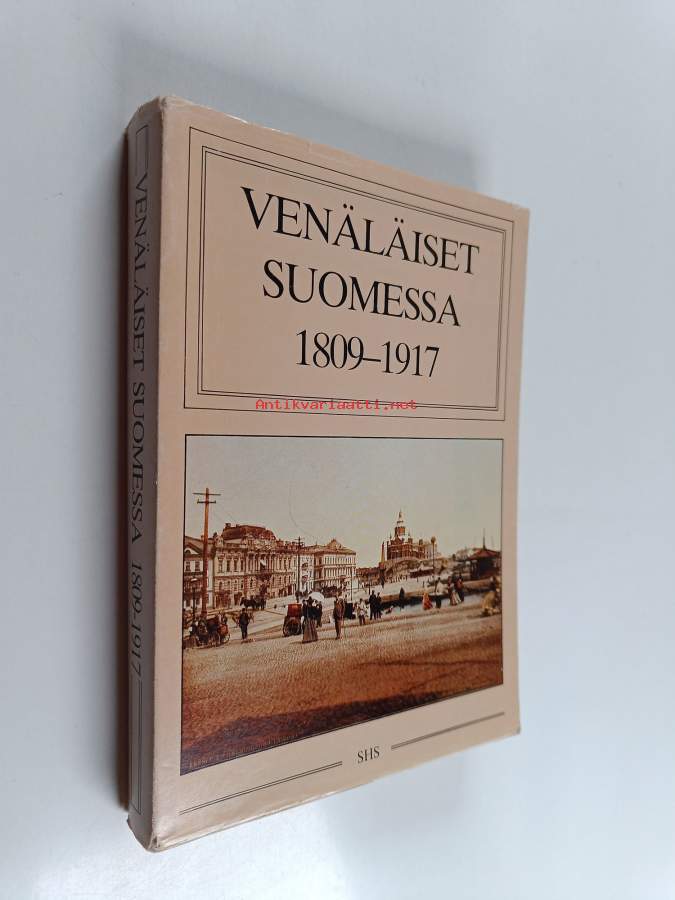 VENÄLÄISET
SUOMESSA
1809–1917
Antikvariaatti.net
SHS
VENÄLÄISET SUOMESSA 1809–1917